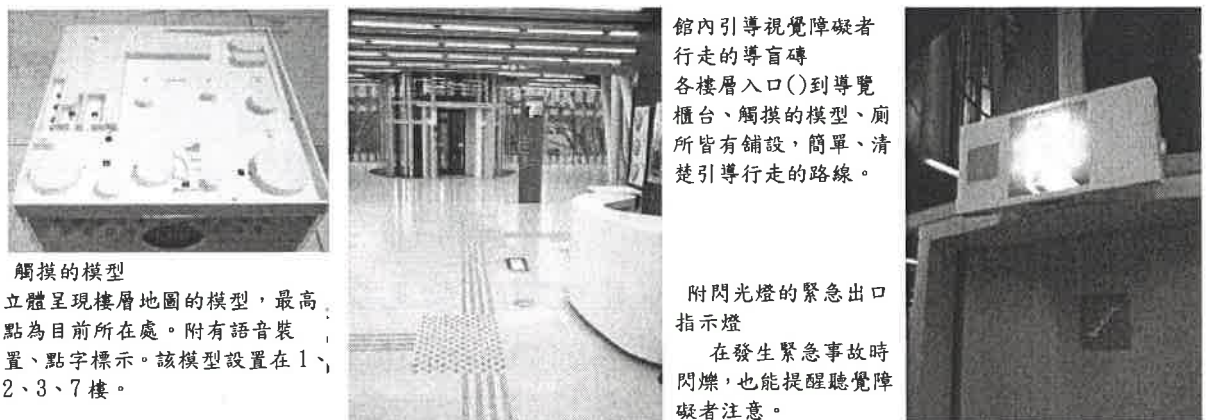 觸摸的模型
立體呈現樓層地圖的模型，最高
點為目前所在處。附有語音裝
置、點字標示。該模型設置在 1、
2、3、7 樓。
館內引導視覺障礙者
行走的導盲磚
各樓層入口()到導覽
櫃台、觸摸的模型、廁
所皆有鋪設，簡單、清
楚引導行走的路線。
附閃光燈的緊急出口
指示燈
在發生緊急事故時
閃爍，也能提醒聽覺障
礙者注意。